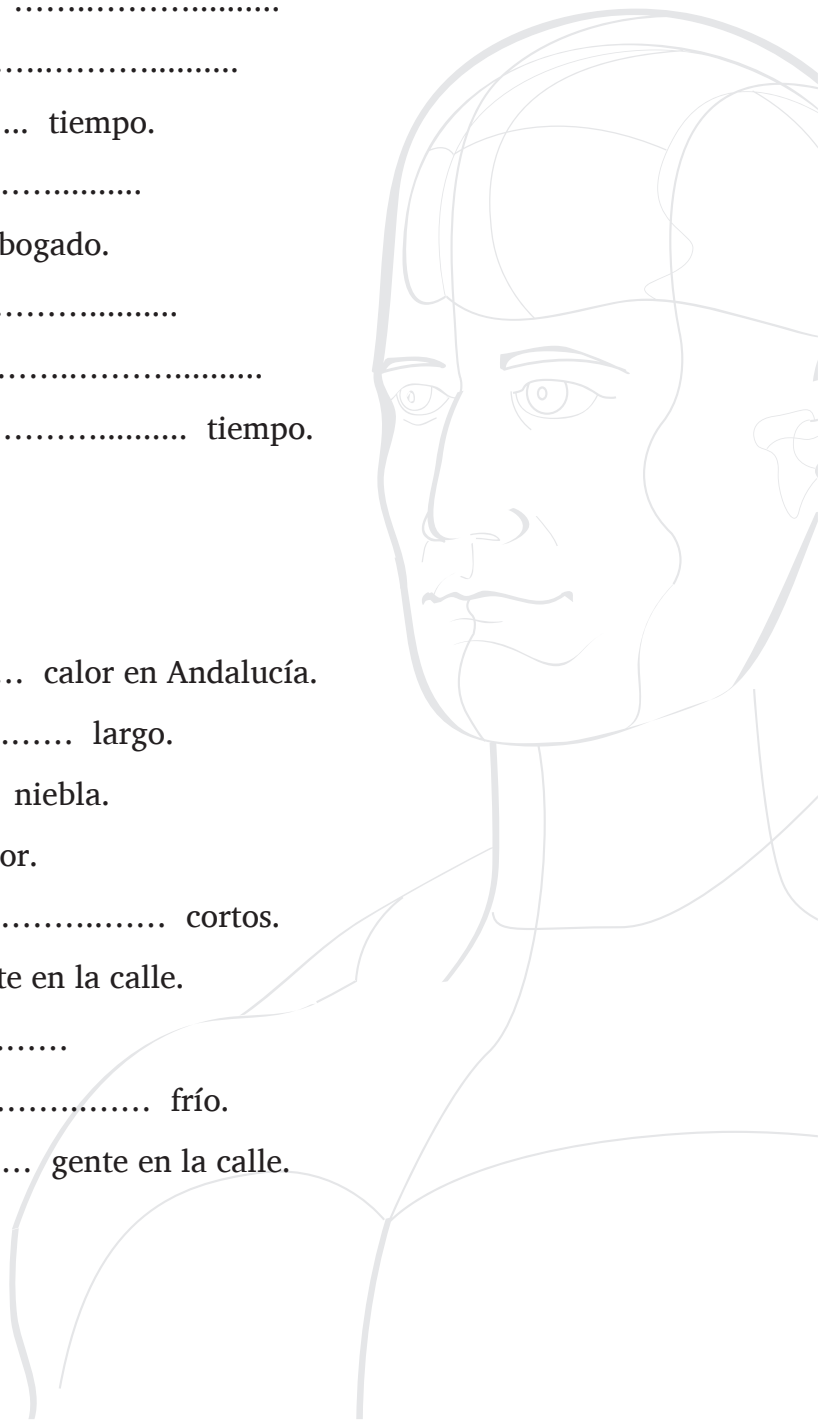 ……..………...........
…..………..........
... tiempo.
…...........
bogado.
………...........
……..………..........
……….......... tiempo.
… calor en Andalucía.
..…… largo.
niebla.
or.
………..…… cortos.
te en la calle.
..……
……..…… frío.
… gente en la calle.